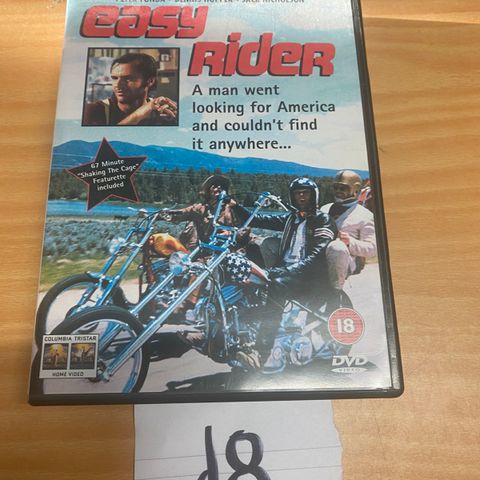 PETER FONDA · DENNIS HOPPER · JACK NICHOLSON
easy
Rider
A man went
looking for America
and couldn't find
it anywhere...
67 Minute
"Shaking The Cage"
Featurette
included
18
COLUMBIA TRISTAR
HOME VIDEO
DVD
VIDEO
18